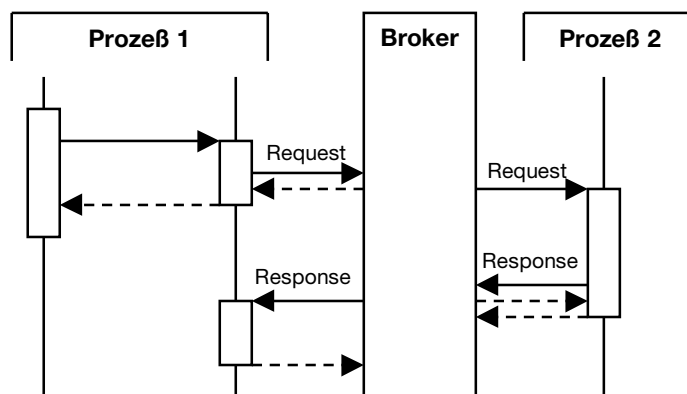 Prozeß 1
Broker
Prozeß 2
Request
Request
Response
Response